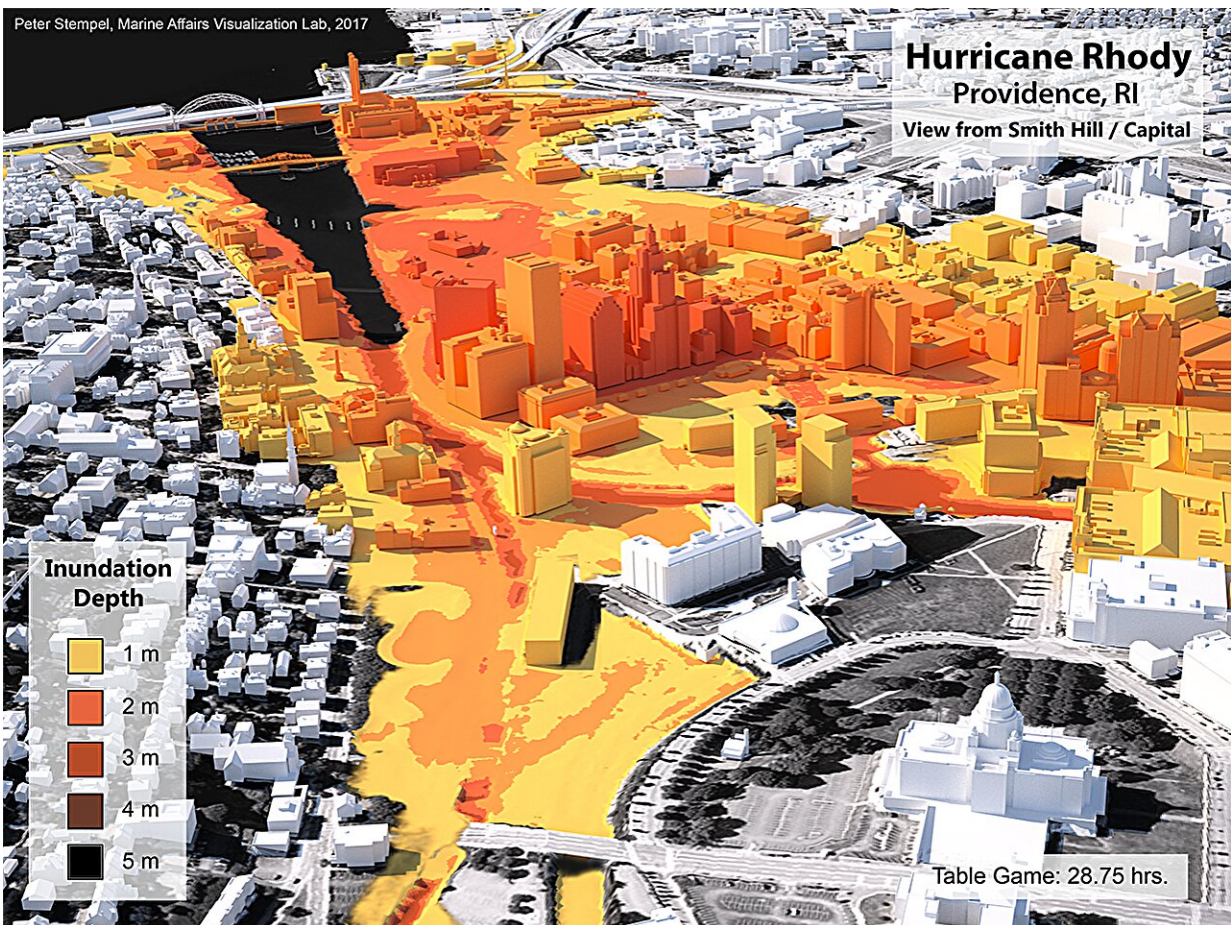 Peter Stempel, Marine Affairs Visualization Lab, 2017
Hurricane Rhody
Providence, RI
View from Smith Hill / Capital
Inundation
Depth
1 m
2 m
3 m
4 m
5 m
Table Game: 28.75 hrs.